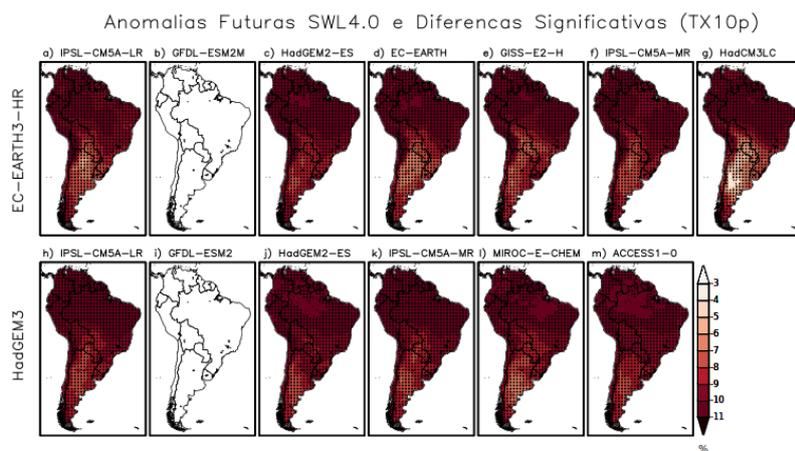 Anomalias Futuras SWL4.0 e Diferencas Significativas (TX10p)
a) IPSL-CM5A-LR b) GFDL-ESM2M c) HadGEM2-ES d) EC-EARTH e) GISS-E2-H f) IPSL-CM5A-MR g) HadCM3LC
EC-EARTH3-HR
h) IPSL-CM5A-LR i) GFDL-ESM2 j) HadGEM2-ES k) IPSL-CM5A-MR l) MIROC-E-CHEM m) ACCESS1-0
HadGEM3
3
4
5
6
7
8
9
10
11
%